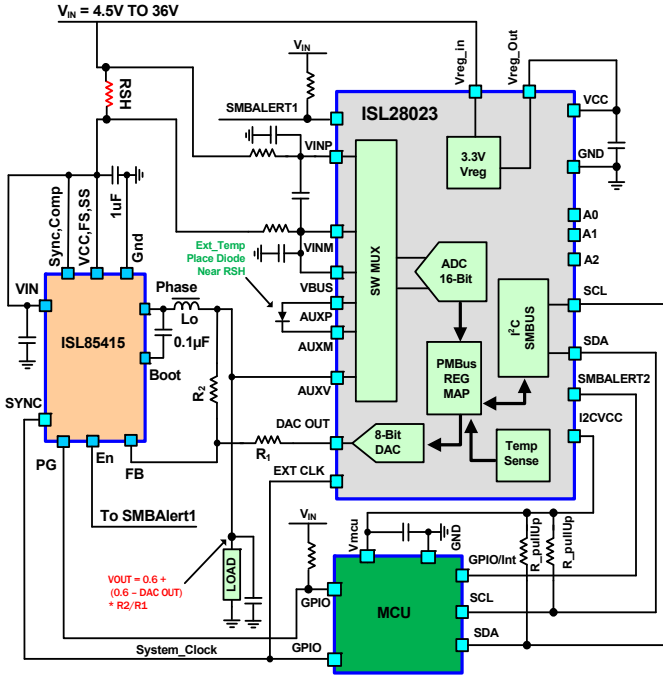 VIN = 4.5V TO 36V
Vreg_in
Vreg_Out
VIN
RSH
SMBALERT1
ISL28023
VCC
3.3V
Vreg
VINP
GND
1uF
Sync,Comp
VCC,FS,SS
Gnd
A0
A1
A2
Ext_Temp
Place Diode
Near RSH
VINM
SW MUX
ADC
16-Bit
VIN
Phase
VBUS
SCL
Lo
AUXP
I2C
SMBUS
ISL85415
0.1µF
AUXM
SDA
PMBus
REG
MAP
Boot
AUXV
SMBALERT2
R2
SYNC
DAC OUT
I2CVCC
8-Bit
DAC
Temp
Sense
R1
PG
En
FB
EXT CLK
To SMBAlert1
VIN
Vmcu
GND
R_pullUp
R_pullUp
GPIO/Int
LOAD
VOUT = 0.6 +
(0.6 – DAC OUT)
* R2/R1
GPIO
MCU
SCL
SDA
System_Clock
GPIO